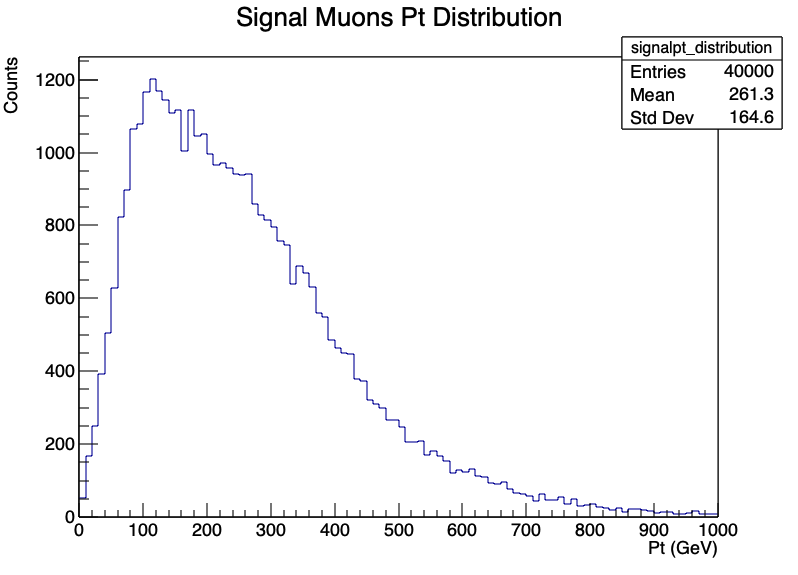 Signal Muons Pt Distribution
signalpt_distribution
Entries 40000
Mean 261.3
Std Dev 164.6
Counts
1200
1000
800
600
400
200
0
0 100 200 300 400 500 600 700 800 900 1000
Pt (GeV)